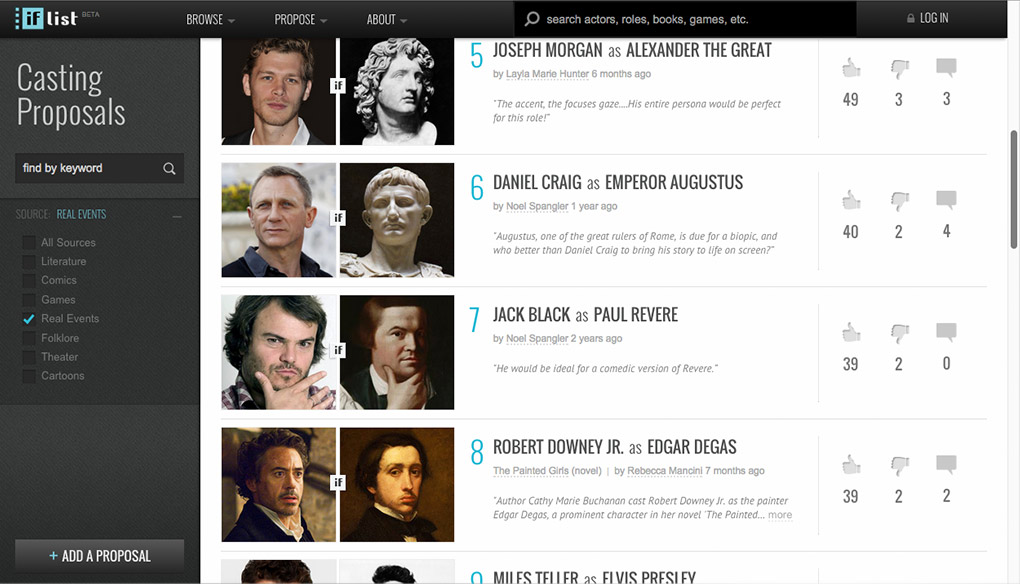 if list BETA
BROWSE
PROPOSE
ABOUT
search actors, roles, books, games, etc.
LOG IN
Casting
Proposals
find by keyword
SOURCE: REAL EVENTS
All Sources
Literature
Comics
Games
Real Events
Folklore
Theater
Cartoons
+ ADD A PROPOSAL
if
5 JOSEPH MORGAN as ALEXANDER THE GREAT
by Layla Marie Hunter 6 months ago
"The accent, the focuses gaze....His entire persona would be perfect
for this role!"
49 3 3
if
6 DANIEL CRAIG as EMPEROR AUGUSTUS
by Noel Spangler 1 year ago
"Augustus, one of the great rulers of Rome, is due for a biopic, and
who better than Daniel Craig to bring his story to life on screen?"
40 2 4
if
7 JACK BLACK as PAUL REVERE
by Noel Spangler 2 years ago
"He would be ideal for a comedic version of Revere."
39 2 0
if
8 ROBERT DOWNEY JR. as EDGAR DEGAS
The Painted Girls (novel) | by Rebecca Mancini 7 months ago
"Author Cathy Marie Buchanan cast Robert Downey Jr. as the painter
Edgar Degas, a prominent character in her novel 'The Painted... more
39 2 2
9 MILES TELLER as ELVIS PRESLEY